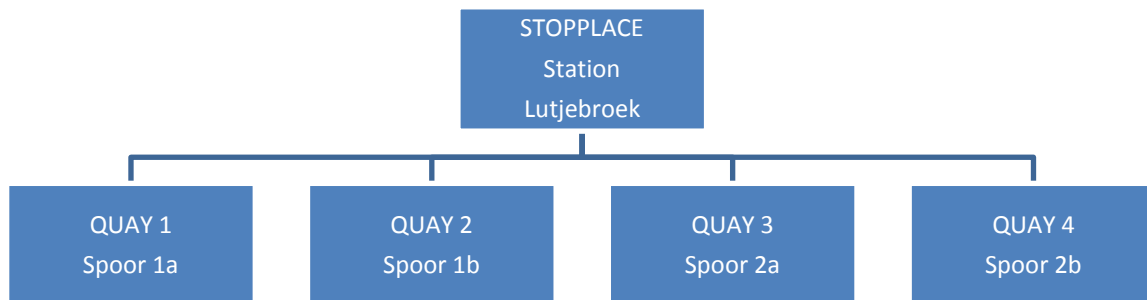 STOPPLACE
Station
Lutjebroek
QUAY 1
Spoor 1a
QUAY 2
Spoor 1b
QUAY 3
Spoor 2a
QUAY 4
Spoor 2b